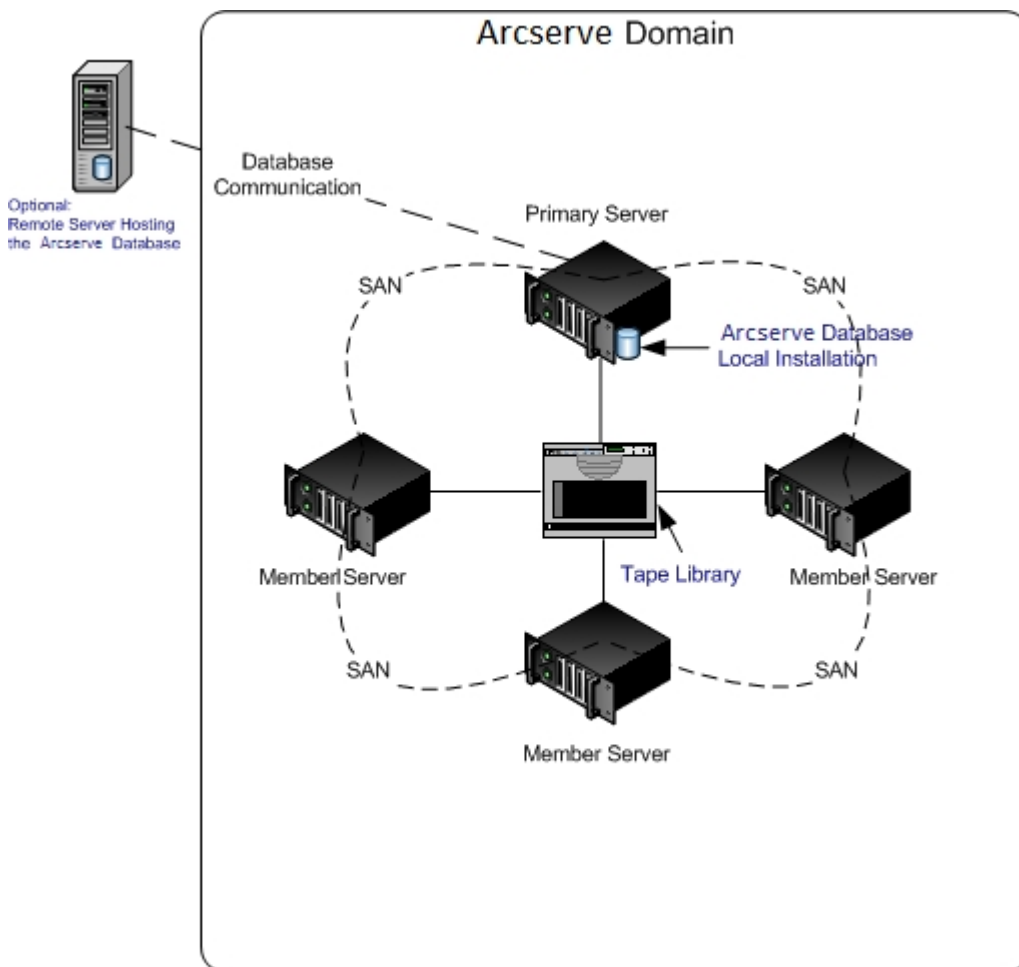 Arcserve Domain
Optional:
Remote Server Hosting
the Arcserve Database
Database
Communication
Primary Server
SAN
SAN
Arcserve Database
Local Installation
Member Server
Tape Library
Member Server
SAN
SAN
Member Server